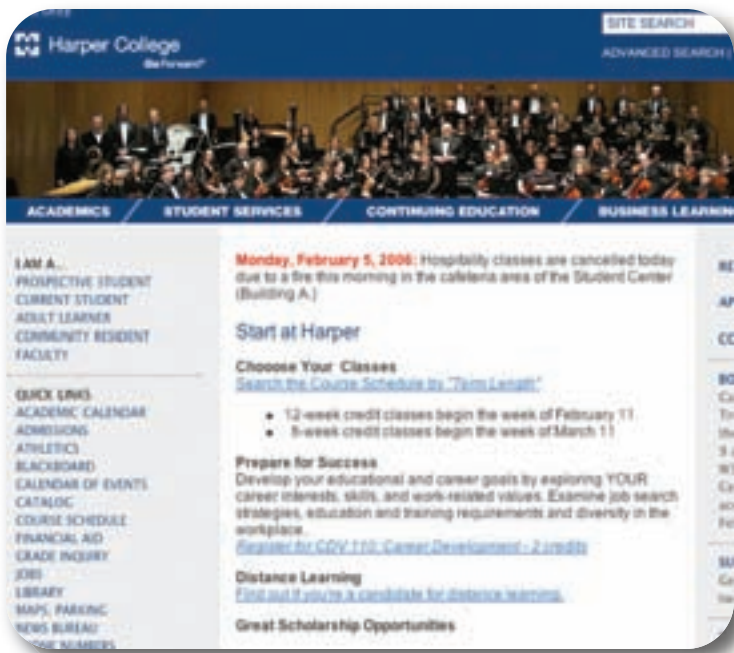 SITE SEARCH
Harper College
Go Forward
ADVANCED SEARCH |
ACADEMICS / STUDENT SERVICES / CONTINUING EDUCATION / BUSINESS LEARNING
I AM A...
PROSPECTIVE STUDENT
CURRENT STUDENT
ADULT LEARNER
COMMUNITY RESIDENT
FACULTY
QUICK LINKS
ACADEMIC CALENDAR
ADMISSIONS
ATHLETICS
BLACKBOARD
CALENDAR OF EVENTS
CATALOG
COURSE SCHEDULE
FINANCIAL AID
GRADE INQUIRY
JOBS
LIBRARY
MAPS, PARKING
NEWS BUREAU
PHONE NUMBERS
Monday, February 5, 2006: Hospitality classes are cancelled today
due to a fire this morning in the cafeteria area of the Student Center
(Building A.)
Start at Harper
Chooose Your Classes
Search the Course Schedule by "Term Length"
• 12-week credit classes begin the week of February 11
• 8-week credit classes begin the week of March 11
Prepare for Success
Develop your educational and career goals by exploring YOUR
career interests, skills, and work-related values. Examine job search
strategies, education and training requirements and diversity in the
workplace.
Register for CDV 110: Career Development - 2 credits
Distance Learning
Find out if you're a candidate for distance learning.
Great Scholarship Opportunities